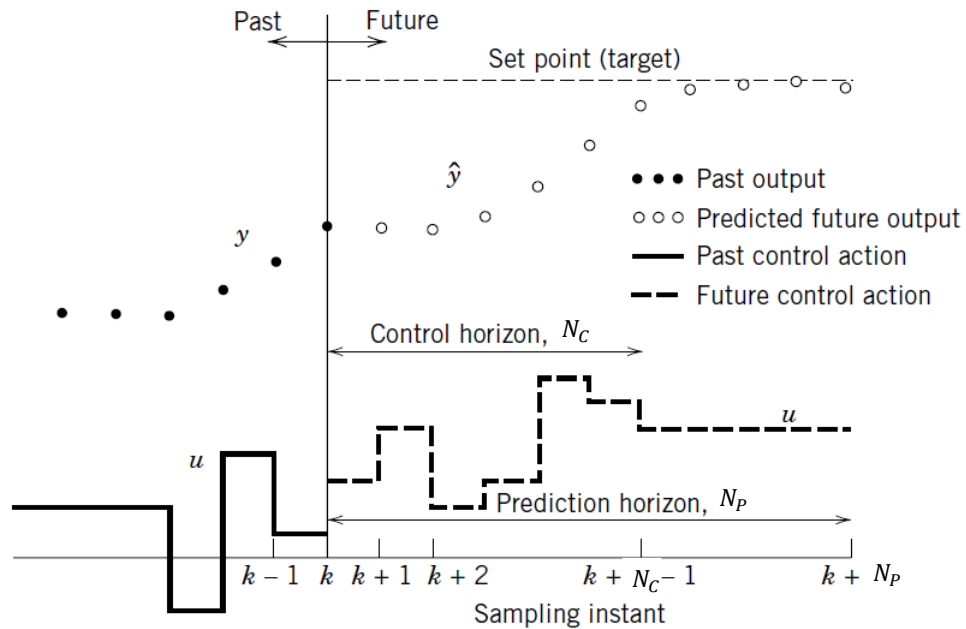 Past Future
Set point (target)
ŷ
Past output
y
Predicted future output
Past control action
Future control action
Control horizon, N_C
u
u
Prediction horizon, N_P
k − 1 k k + 1 k + 2 k + N_C − 1 k + N_P
Sampling instant